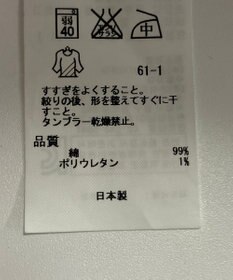 弱
40
中
61-1
すすぎをよくすること。
絞りの後、形を整えてすぐに干
すこと。
タンブラー乾燥禁止。
品質
綿 99%
ポリウレタン 1%
日本製